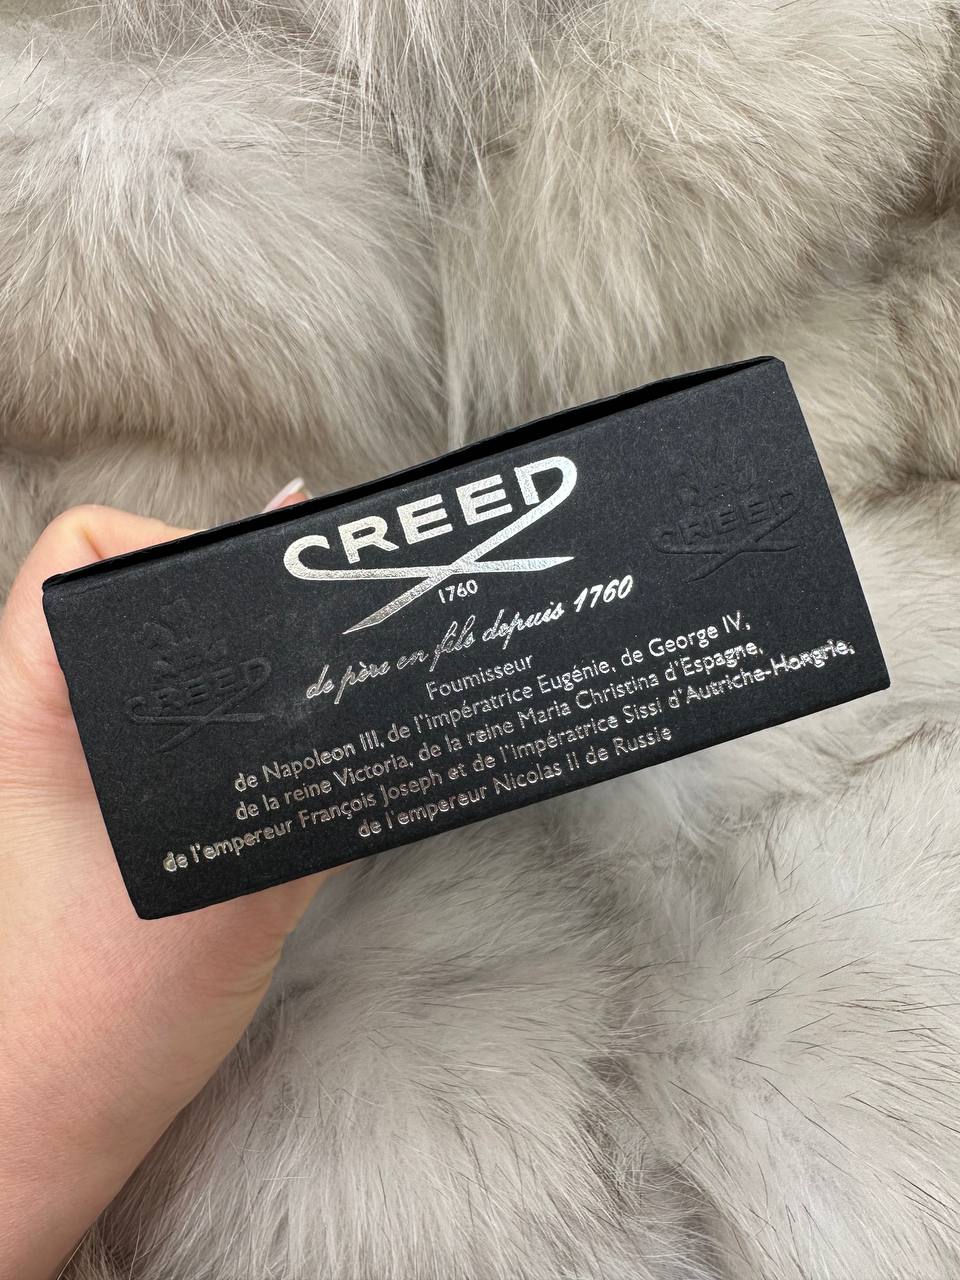 CREED
1760
de père en fils depuis 1760
Fournisseur
de Napoleon III, de l'impératrice Eugénie, de George IV,
de la reine Victoria, de la reine Maria Christina d'Espagne,
de l'empereur François Joseph et de l'impératrice Sissi d'Autriche-Hongrie,
de l'empereur Nicolas II de Russie
CREED
CREED